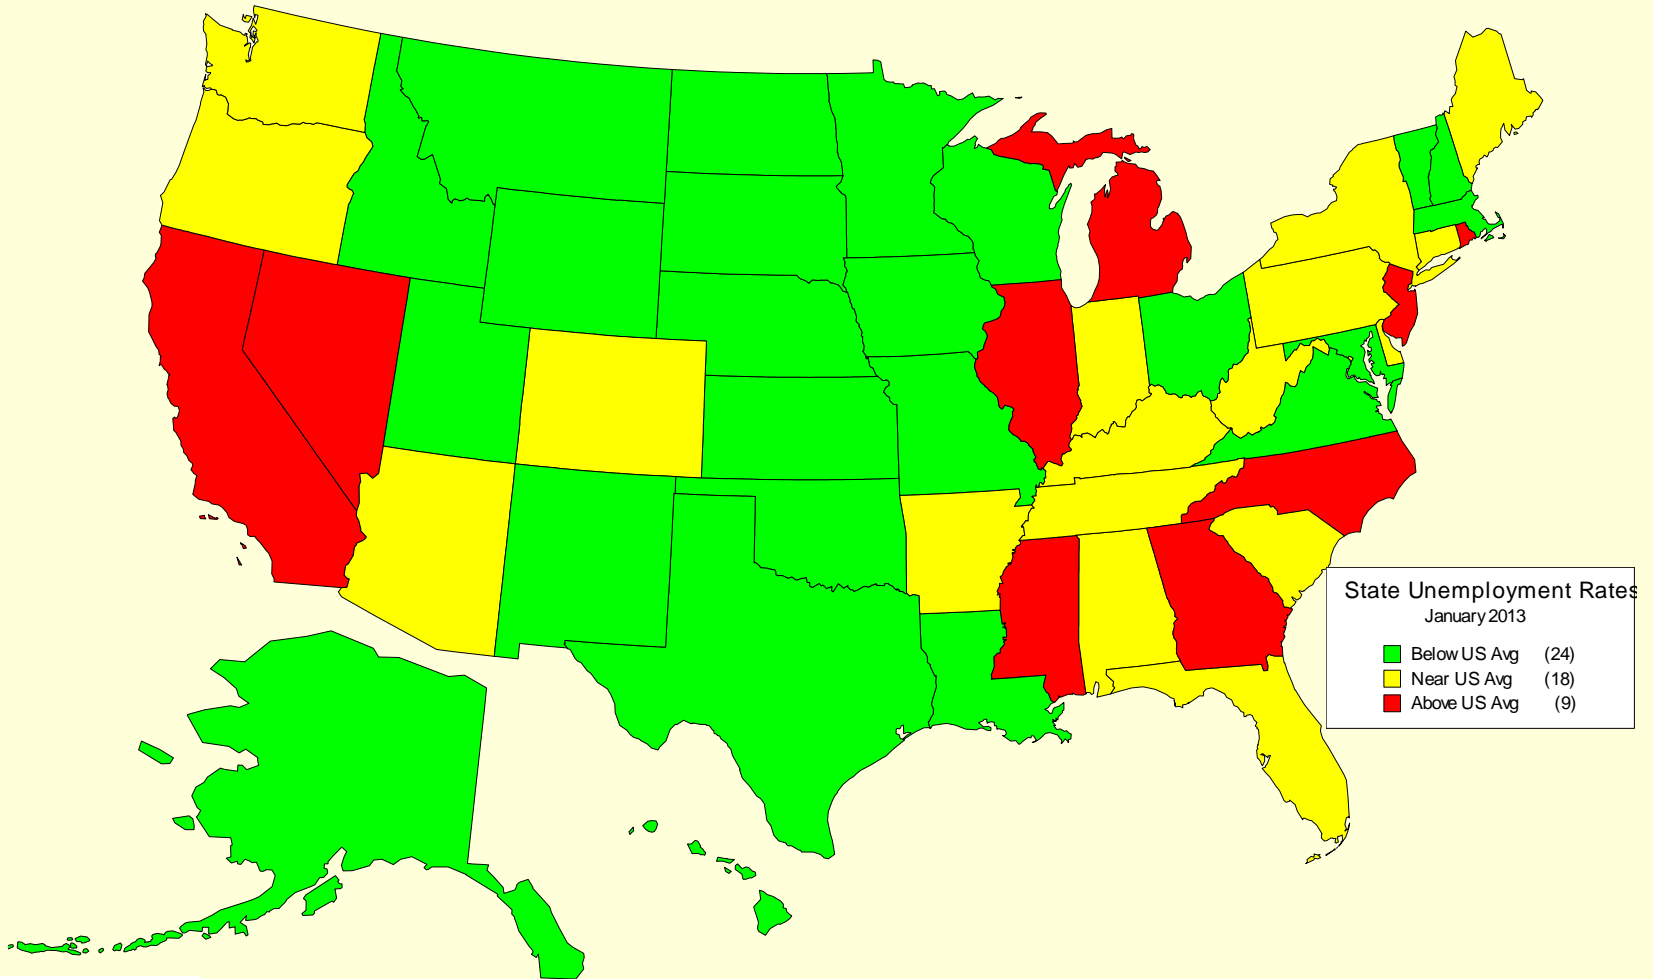 State Unemployment Rates
January 2013
Below US Avg (24)
Near US Avg (18)
Above US Avg (9)